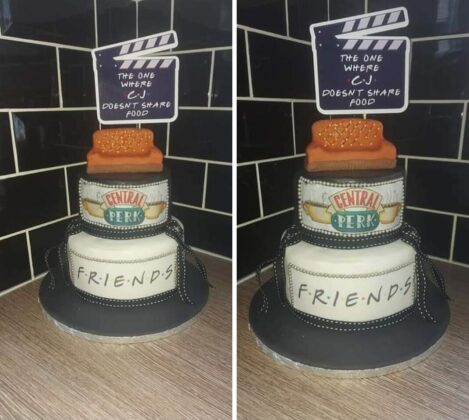 THE ONE
WHERE
C.J
DOESN'T SHARE
FOOD
CENTRAL
PERK
F·R·I·E·N·D·S
THE ONE
WHERE
C.J
DOESN'T SHARE
FOOD
CENTRAL
PERK
F·R·I·E·N·D·S